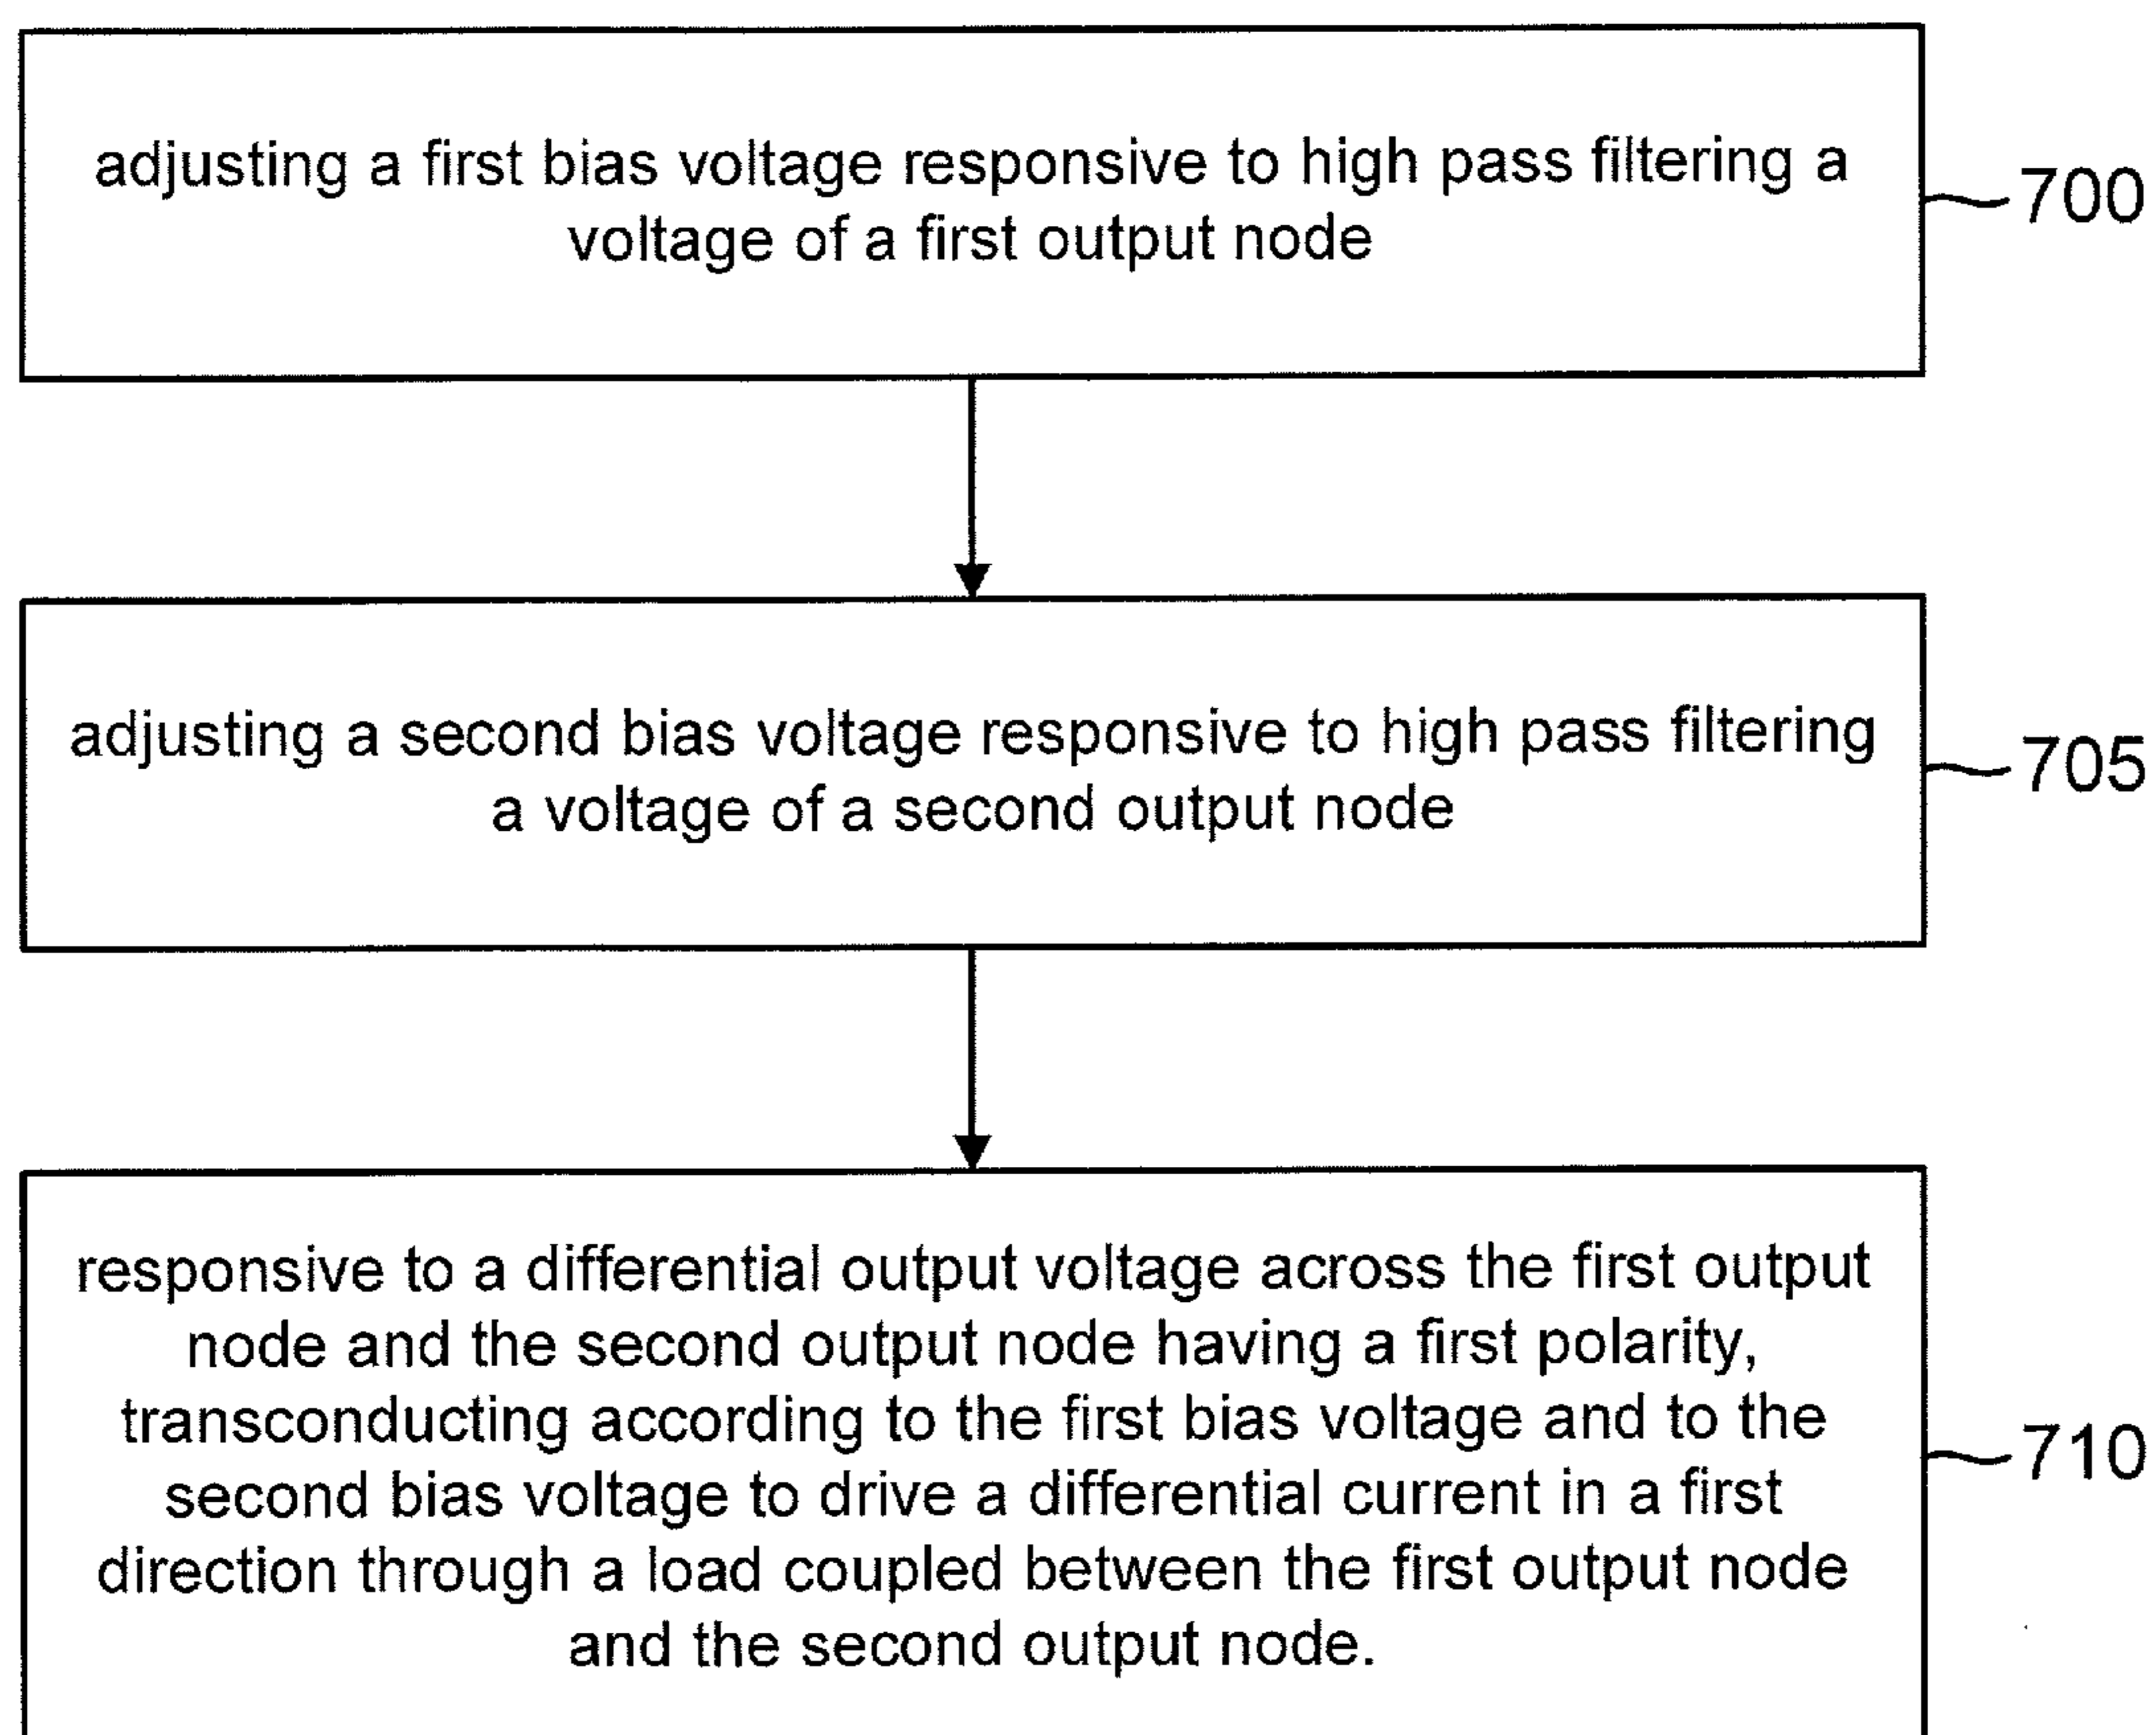 adjusting a first bias voltage responsive to high pass filtering a
voltage of a first output node
700
adjusting a second bias voltage responsive to high pass filtering
a voltage of a second output node
705
responsive to a differential output voltage across the first output
node and the second output node having a first polarity,
transconducting according to the first bias voltage and to the
second bias voltage to drive a differential current in a first
direction through a load coupled between the first output node
and the second output node.
710